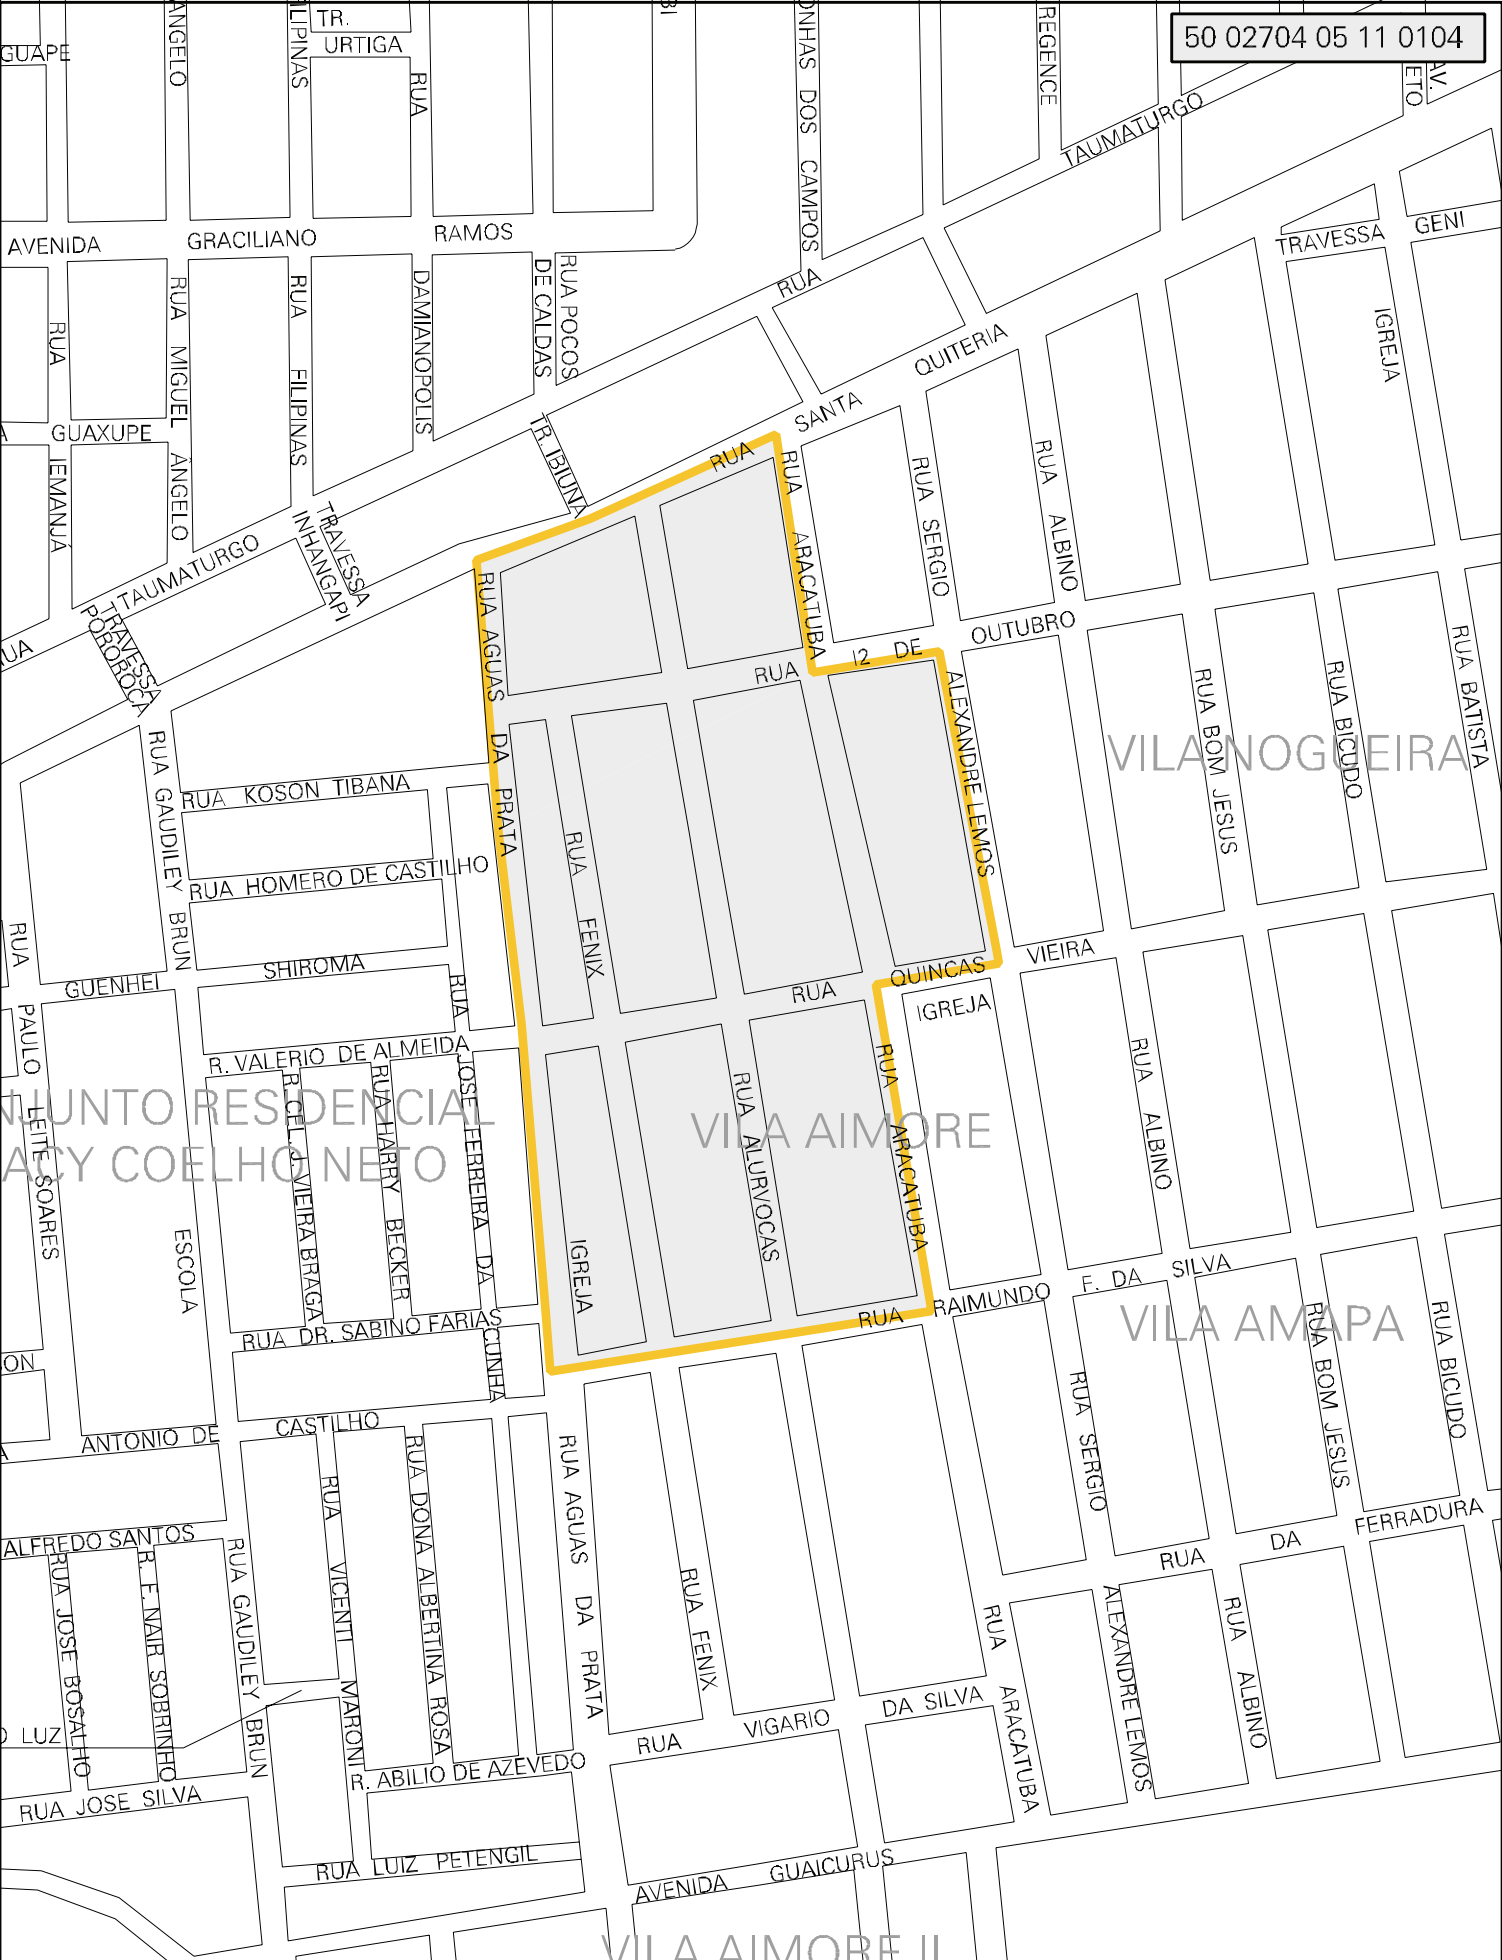 50 02704 05 11 0104
TR.
URTIGA
GUAPE
ANGELO
ILIPINAS
RUA
BI
ONHAS DOS CAMPOS
REGENCE
ETO
AV.
TAUMATURGO
AVENIDA GRACILIANO RAMOS
TRAVESSA GENI
RUA
RUA MIGUEL ANGELO
RUA FILIPINAS
DAMIANOPOLIS
RUA POCOS
DE CALDAS
RUA
IGREJA
QUITERIA
SANTA
RUA
GUAXUPE
IEMANJÁ
TR. IBIUNA
RUA ARACATUBA
RUA SERGIO
RUA ALBINO
TRAVESSA
INHANGAPI
TAUMATURGO
TRAVESSA
POROROCA
UA
RUA AGUAS DA PRATA
RUA 12 DE OUTUBRO
ALEXANDRE LEMOS
RUA BOM JESUS
RUA BICUDO
RUA BATISTA
VILA NOGUEIRA
RUA GAUDILEY BRUN
RUA KOSON TIBANA
RUA HOMERO DE CASTILHO
RUA FENIX
RUA
PAULO
LEITE SOARES
GUENHEI SHIROMA
RUA
JOSE FERREIRA DA
CUNHA
RUA QUINCAS VIEIRA
IGREJA
R. VALERIO DE ALMEIDA
R. CEL. J. VIEIRA BRAGA
RUA HARRY BECKER
NJUNTO RESIDENCIAL
ACY COELHO NETO
VILA AIMORE
RUA ALURVOCAS
RUA ARACATUBA
RUA ALBINO
ESCOLA
IGREJA
RUA RAIMUNDO F. DA SILVA
RUA DR. SABINO FARIAS
VILA AMAPA
RUA BOM JESUS
RUA BICUDO
RUA SERGIO
SON
ANTONIO DE CASTILHO
ALFREDO SANTOS
RUA JOSE BOSALHO
R. E. NAIR SOBRINHO
RUA GAUDILEY BRUN
RUA VICENTI MARONI
RUA DONA ALBERTINA ROSA
RUA AGUAS DA PRATA
RUA FENIX
RUA DA FERRADURA
RUA ARACATUBA
ALEXANDRE LEMOS
RUA ALBINO
RUA VIGARIO DA SILVA
O LUZ
R. ABILIO DE AZEVEDO
RUA JOSE SILVA
RUA LUIZ PETENGIL
AVENIDA GUAICURUS
VILA AIMORE II